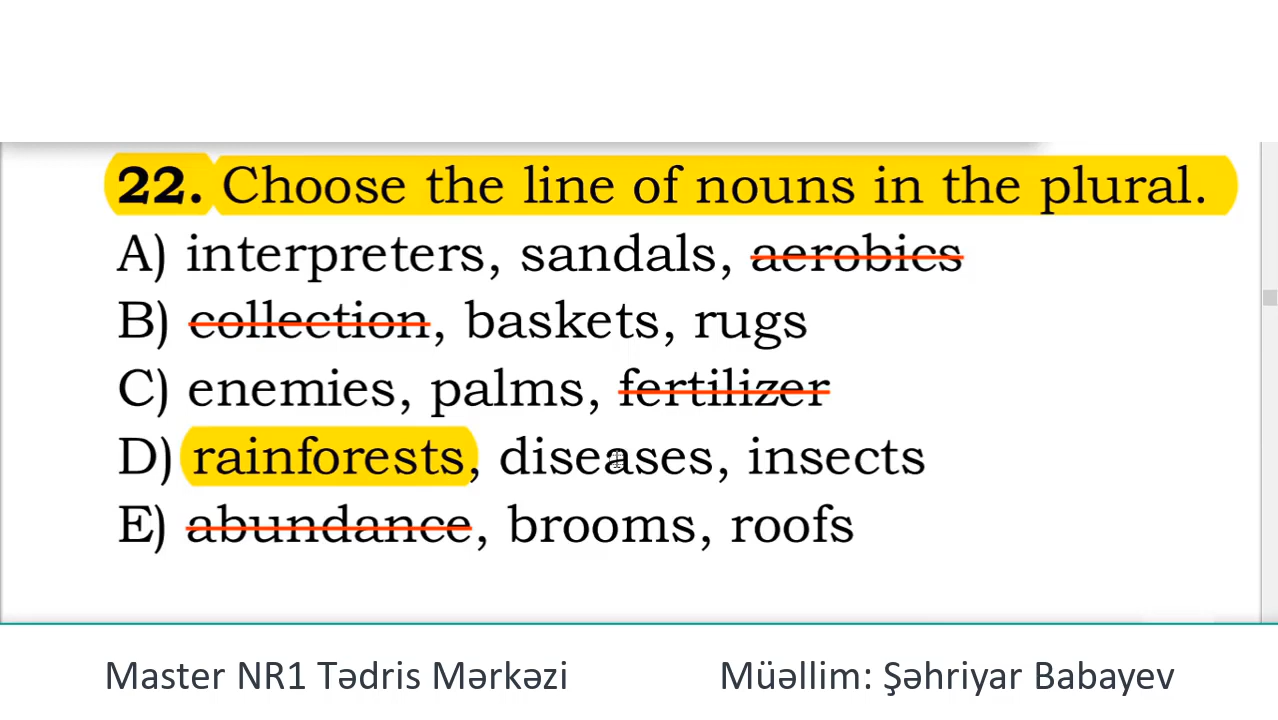 22. Choose the line of nouns in the plural.
A) interpreters, sandals, aerobics
B) collection, baskets, rugs
C) enemies, palms, fertilizer
D) rainforests, diseases, insects
E) abundance, brooms, roofs
Master NR1 Tədris Mərkəzi Müəllim: Şəhriyar Babayev